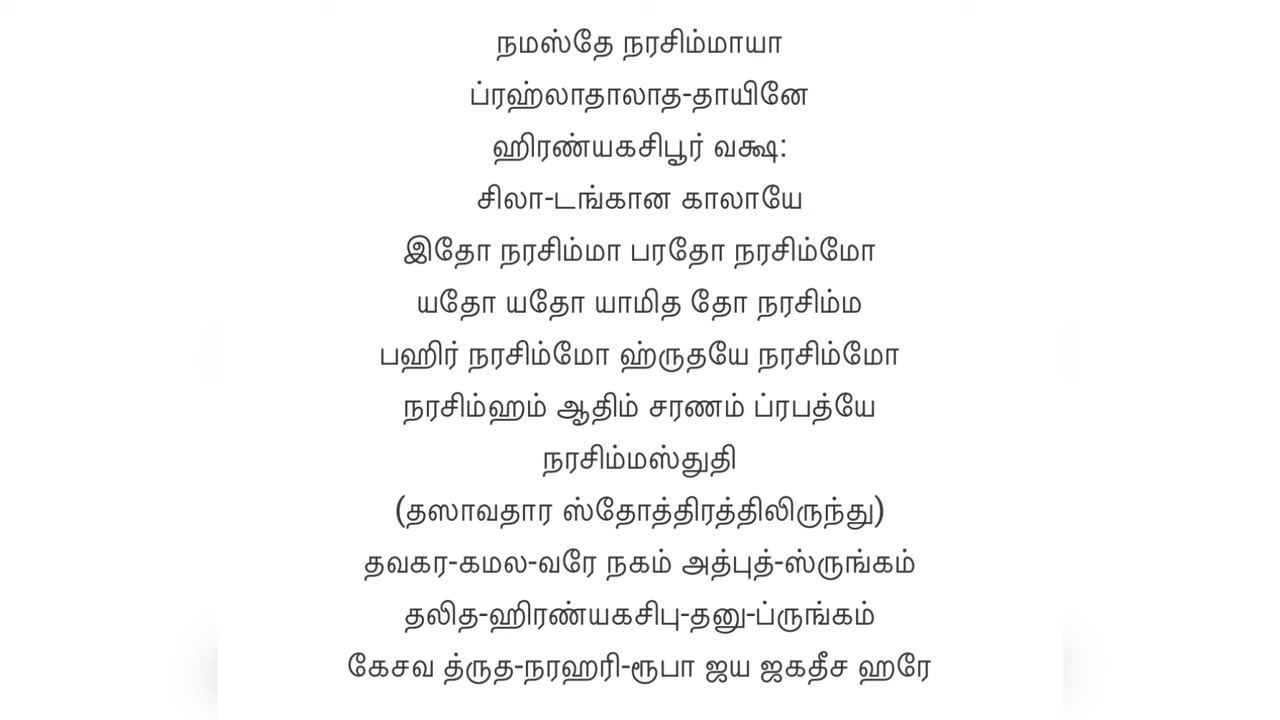 நமஸ்தே நரசிம்மாயா
ப்ரஹ்லாதாலாத-தாயினே
ஹிரண்யகசிபூர் வக்ஷ:
சிலா-டங்கான காலாயே
இதோ நரசிம்மா பரதோ நரசிம்மோ
யதோ யதோ யாமித தோ நரசிம்ம
பஹிர் நரசிம்மோ ஹ்ருதயே நரசிம்மோ
நரசிம்ஹம் ஆதிம் சரணம் ப்ரபத்யே
நரசிம்மஸ்துதி
(தஸாவதார ஸ்தோத்திரத்திலிருந்து)
தவகர-கமல-வரே நகம் அத்புத்-ஸ்ருங்கம்
தலித-ஹிரண்யகசிபு-தனு-ப்ருங்கம்
கேசவ த்ருத-நரஹரி-ரூபா ஜய ஜகதீச ஹரே